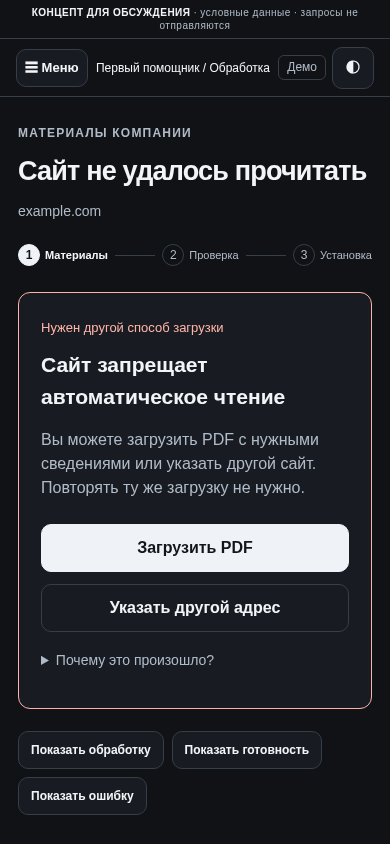 КОНЦЕПТ ДЛЯ ОБСУЖДЕНИЯ · условные данные · запросы не
отправляются
☰ Меню Первый помощник / Обработка Демо
МАТЕРИАЛЫ КОМПАНИИ
Сайт не удалось прочитать
example.com
1 Материалы 2 Проверка 3 Установка
Нужен другой способ загрузки
Сайт запрещает
автоматическое чтение
Вы можете загрузить PDF с нужными
сведениями или указать другой сайт.
Повторять ту же загрузку не нужно.
Загрузить PDF
Указать другой адрес
Почему это произошло?
Показать обработку Показать готовность
Показать ошибку